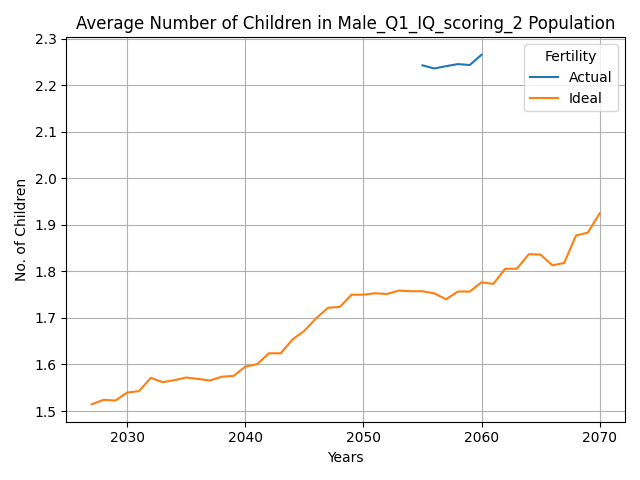 Average Number of Children in Male_Q1_IQ_scoring_2 Population
Fertility
Actual
Ideal
No. of Children
2.3
2.2
2.1
2.0
1.9
1.8
1.7
1.6
1.5
2030 2040 2050 2060 2070
Years